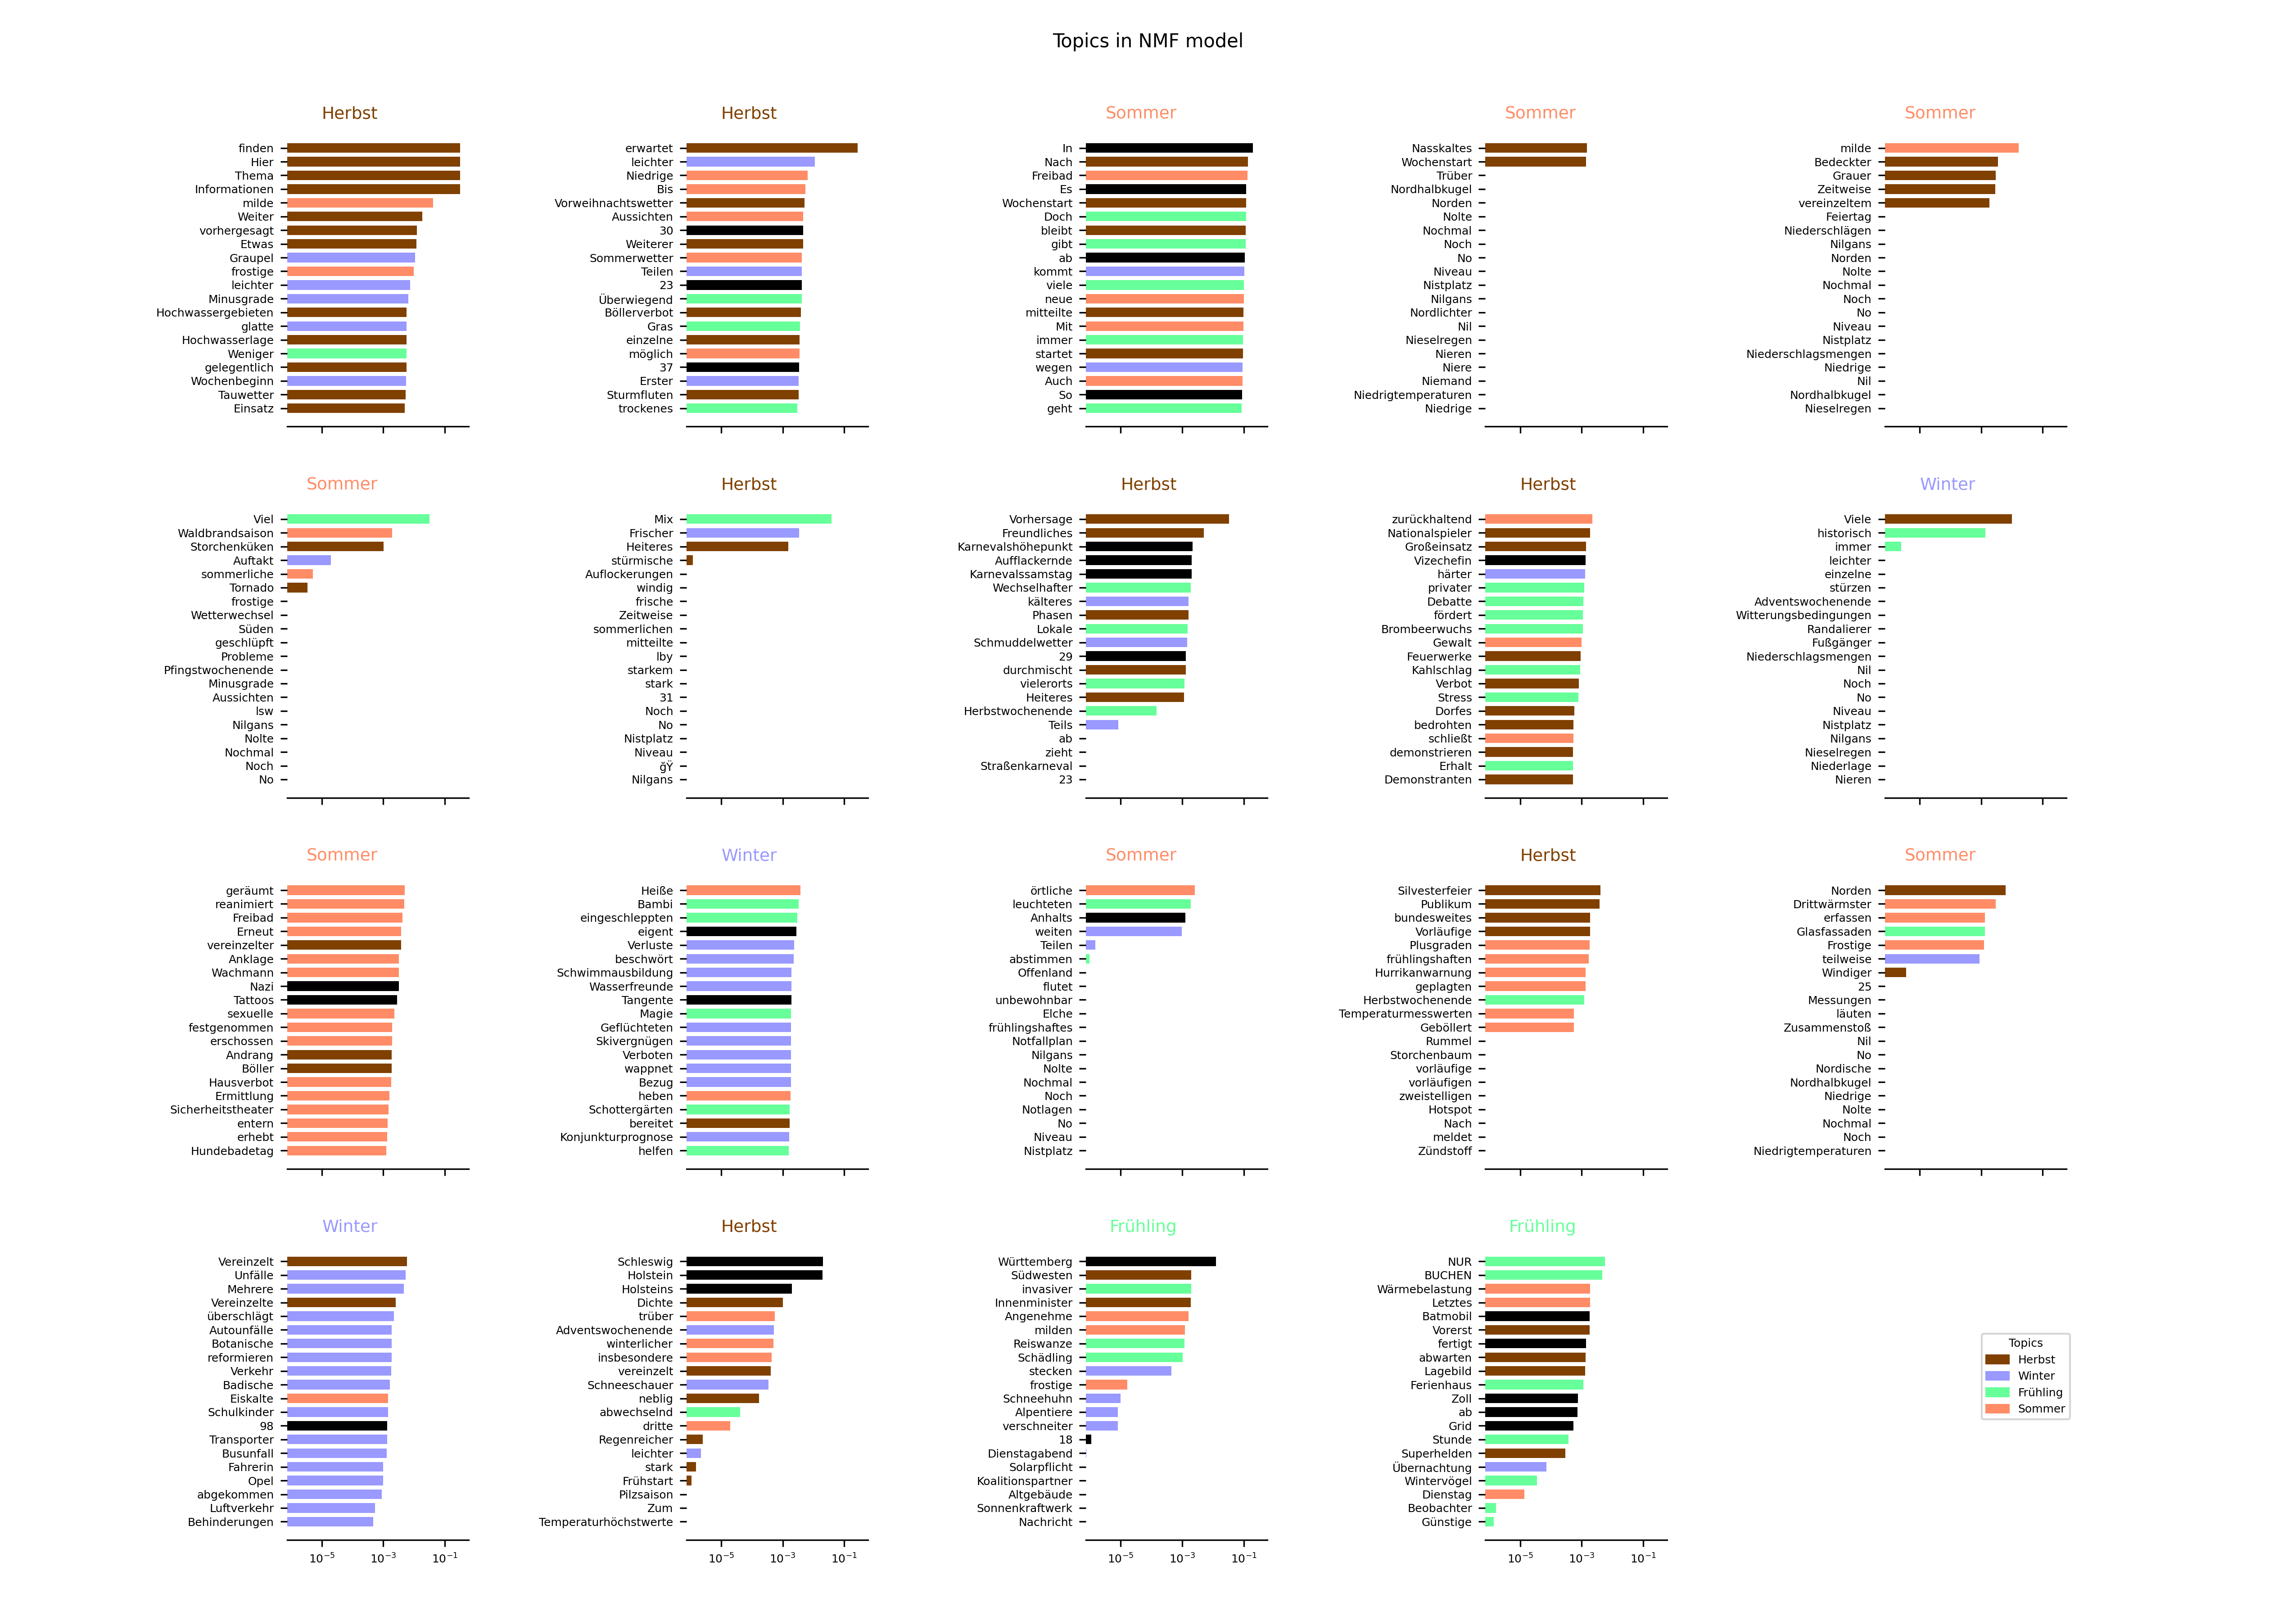 Topics in NMF model
Herbst
finden
Hier
Thema
Informationen
milde
Weiter
vorhergesagt
Etwas
Graupel
frostige
leichter
Minusgrade
Hochwassergebieten
glatte
Hochwasserlage
Weniger
gelegentlich
Wochenbeginn
Tauwetter
Einsatz
Herbst
erwartet
leichter
Niedrige
Bis
Vorweihnachtswetter
Aussichten
30
Weiterer
Sommerwetter
Teilen
23
Überwiegend
Böllerverbot
Gras
einzelne
möglich
37
Erster
Sturmfluten
trockenes
Sommer
In
Nach
Freibad
Es
Wochenstart
Doch
bleibt
gibt
ab
kommt
viele
neue
mitteilte
Mit
immer
startet
wegen
Auch
So
geht
Sommer
Nasskaltes
Wochenstart
Trüber
Nordhalbkugel
Norden
Nolte
Nochmal
Noch
No
Niveau
Nistplatz
Nilgans
Nordlichter
Nil
Nieselregen
Nieren
Niere
Niemand
Niedrigtemperaturen
Niedrige
Sommer
milde
Bedeckter
Grauer
Zeitweise
vereinzeltem
Feiertag
Niederschlägen
Nilgans
Norden
Nolte
Nochmal
Noch
No
Niveau
Nistplatz
Niederschlagsmengen
Niedrige
Nil
Nordhalbkugel
Nieselregen
Sommer
Viel
Waldbrandsaison
Storchenküken
Auftakt
sommerliche
Tornado
frostige
Wetterwechsel
Süden
geschlüpft
Probleme
Pfingstwochenende
Minusgrade
Aussichten
lsw
Nilgans
Nolte
Nochmal
Noch
No
Herbst
Mix
Frischer
Heiteres
stürmische
Auflockerungen
windig
frische
Zeitweise
sommerlichen
mitteilte
lby
starkem
stark
31
Noch
No
Nistplatz
Niveau
ğŸ
Nilgans
Herbst
Vorhersage
Freundliches
Karnevalshöhepunkt
Aufflackernde
Karnevalssamstag
Wechselhafter
kälteres
Phasen
Lokale
Schmuddelwetter
29
durchmischt
vielerorts
Heiteres
Herbstwochenende
Teils
ab
zieht
Straßenkarneval
23
Herbst
zurückhaltend
Nationalspieler
Großeinsatz
Vizechefin
härter
privater
Debatte
fördert
Brombeerwuchs
Gewalt
Feuerwerke
Kahlschlag
Verbot
Stress
Dorfes
bedrohten
schließt
demonstrieren
Erhalt
Demonstranten
Winter
Viele
historisch
immer
leichter
einzelne
stürzen
Adventswochenende
Witterungsbedingungen
Randalierer
Fußgänger
Niederschlagsmengen
Nil
Noch
No
Niveau
Nistplatz
Nilgans
Nieselregen
Niederlage
Nieren
Sommer
geräumt
reanimiert
Freibad
Erneut
vereinzelter
Anklage
Wachmann
Nazi
Tattoos
sexuelle
festgenommen
erschossen
Andrang
Böller
Hausverbot
Ermittlung
Sicherheitstheater
entern
erhebt
Hundebadetag
Winter
Heiße
Bambi
eingeschleppten
eigent
Verluste
beschwört
Schwimmausbildung
Wasserfreunde
Tangente
Magie
Geflüchteten
Skivergnügen
Verboten
wappnet
Bezug
heben
Schottergärten
bereitet
Konjunkturprognose
helfen
Sommer
örtliche
leuchteten
Anhalts
weiten
Teilen
abstimmen
Offenland
flutet
unbewohnbar
Elche
frühlingshaftes
Notfallplan
Nilgans
Nolte
Nochmal
Noch
Notlagen
No
Niveau
Nistplatz
Herbst
Silvesterfeier
Publikum
bundesweites
Vorläufige
Plusgraden
frühlingshaften
Hurrikanwarnung
geplagten
Herbstwochenende
Temperaturmesswerten
Geböllert
Rummel
Storchenbaum
vorläufige
vorläufigen
zweistelligen
Hotspot
Nach
meldet
Zündstoff
Sommer
Norden
Drittwärmster
erfassen
Glasfassaden
Frostige
teilweise
Windiger
25
Messungen
läuten
Zusammenstoß
Nil
No
Nordische
Nordhalbkugel
Niedrige
Nolte
Nochmal
Noch
Niedrigtemperaturen
Winter
Vereinzelt
Unfälle
Mehrere
Vereinzelte
überschlägt
Autounfälle
Botanische
reformieren
Verkehr
Badische
Eiskalte
Schulkinder
98
Transporter
Busunfall
Fahrerin
Opel
abgekommen
Luftverkehr
Behinderungen
10⁻⁵ 10⁻³ 10⁻¹
Herbst
Schleswig
Holstein
Holsteins
Dichte
trüber
Adventswochenende
winterlicher
insbesondere
vereinzelt
Schneeschauer
neblig
abwechselnd
dritte
Regenreicher
leichter
stark
Frühstart
Pilzsaison
Zum
Temperaturhöchstwerte
10⁻⁵ 10⁻³ 10⁻¹
Frühling
Württemberg
Südwesten
invasiver
Innenminister
Angenehme
milden
Reiswanze
Schädling
stecken
frostige
Schneehuhn
Alpentiere
verschneiter
18
Dienstagabend
Solarpflicht
Koalitionspartner
Altgebäude
Sonnenkraftwerk
Nachricht
10⁻⁵ 10⁻³ 10⁻¹
Frühling
NUR
BUCHEN
Wärmebelastung
Letztes
Batmobil
Vorerst
fertigt
abwarten
Lagebild
Ferienhaus
Zoll
ab
Grid
Stunde
Superhelden
Übernachtung
Wintervögel
Dienstag
Beobachter
Günstige
10⁻⁵ 10⁻³ 10⁻¹
Topics
Herbst
Winter
Frühling
Sommer